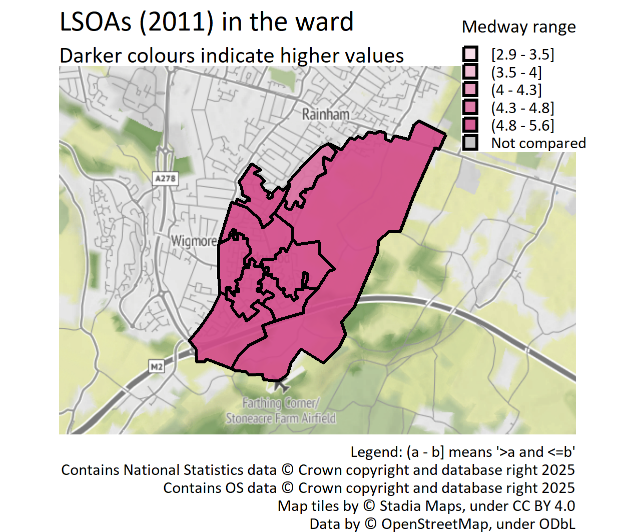 LSOAs (2011) in the ward
Darker colours indicate higher values
Medway range
[2.9 - 3.5]
(3.5 - 4]
(4 - 4.3]
(4.3 - 4.8]
(4.8 - 5.6]
Not compared
Rainham
A278
Wigmore
M2
Farthing Corner/
Stoneacre Farm Airfield
Legend: (a - b] means '>a and <=b'
Contains National Statistics data © Crown copyright and database right 2025
Contains OS data © Crown copyright and database right 2025
Map tiles by © Stadia Maps, under CC BY 4.0
Data by © OpenStreetMap, under ODbL